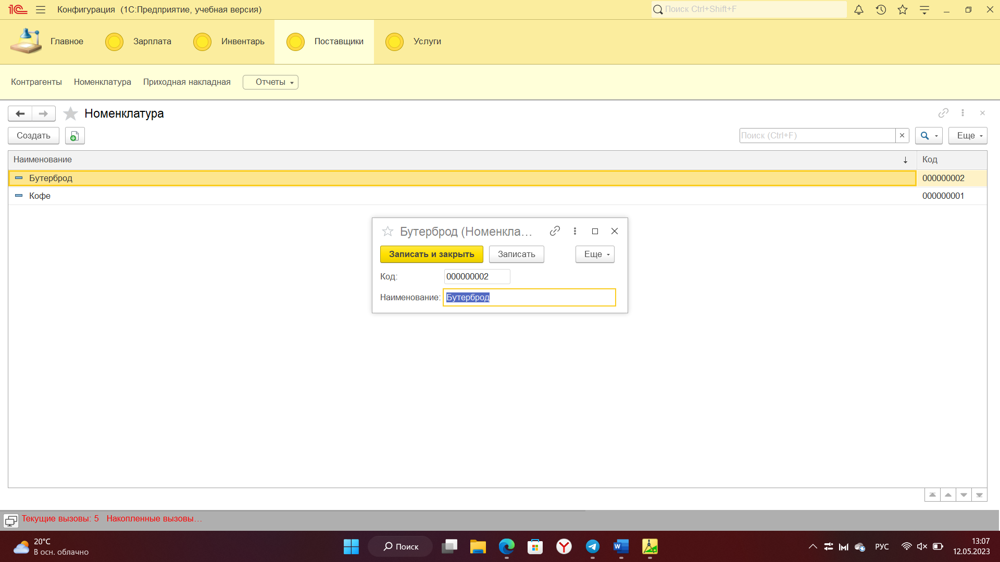 Конфигурация (1С:Предприятие, учебная версия)
Поиск Ctrl+Shift+F
Главное
Зарплата
Инвентарь
Поставщики
Услуги
Контрагенты
Номенклатура
Приходная накладная
Отчеты
Номенклатура
Создать
Поиск (Ctrl+F)
Еще
Наименование
Код
Бутерброд
000000002
Кофе
000000001
Бутерброд (Номенкла...
Записать и закрыть
Записать
Еще
Код:
000000002
Наименование:
Бутерброд
Текущие вызовы: 5 Накопленные вызовы...
20°C
В осн. облачно
Поиск
РУС
13:07
12.05.2023